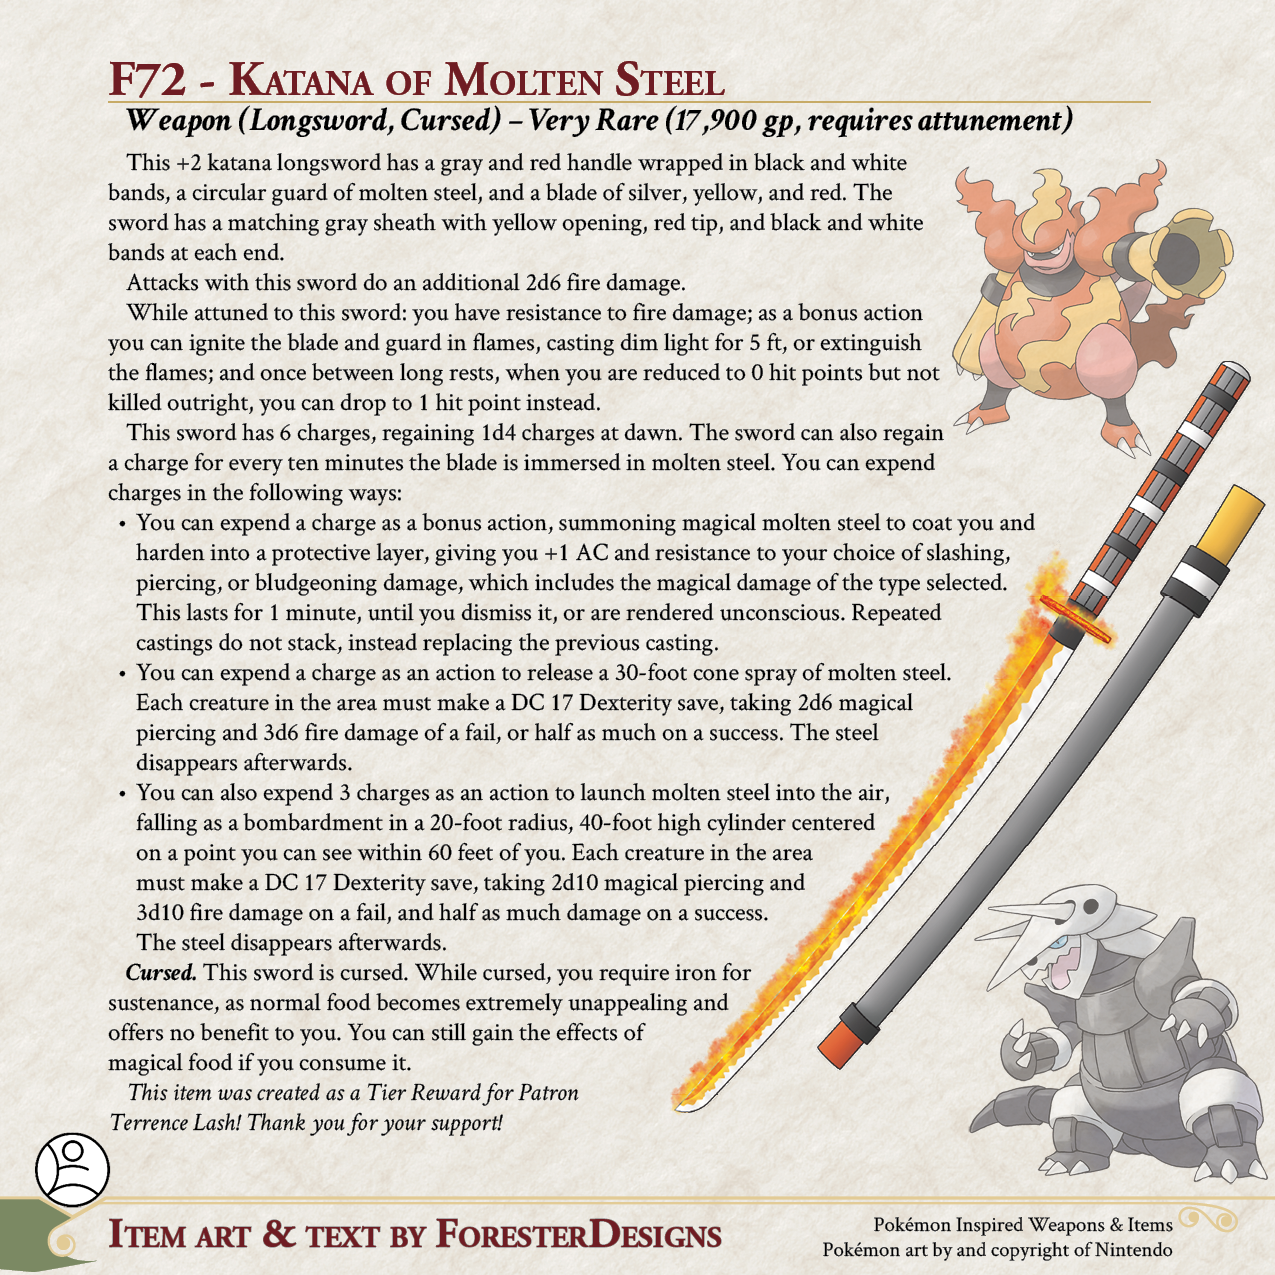 F72 - Katana of Molten Steel
Weapon (Longsword, Cursed) – Very Rare (17,900 gp, requires attunement)
This +2 katana longsword has a gray and red handle wrapped in black and white
bands, a circular guard of molten steel, and a blade of silver, yellow, and red. The
sword has a matching gray sheath with yellow opening, red tip, and black and white
bands at each end.
Attacks with this sword do an additional 2d6 fire damage.
While attuned to this sword: you have resistance to fire damage; as a bonus action
you can ignite the blade and guard in flames, casting dim light for 5 ft, or extinguish
the flames; and once between long rests, when you are reduced to 0 hit points but not
killed outright, you can drop to 1 hit point instead.
This sword has 6 charges, regaining 1d4 charges at dawn. The sword can also regain
a charge for every ten minutes the blade is immersed in molten steel. You can expend
charges in the following ways:
• You can expend a charge as a bonus action, summoning magical molten steel to coat you and
harden into a protective layer, giving you +1 AC and resistance to your choice of slashing,
piercing, or bludgeoning damage, which includes the magical damage of the type selected.
This lasts for 1 minute, until you dismiss it, or are rendered unconscious. Repeated
castings do not stack, instead replacing the previous casting.
• You can expend a charge as an action to release a 30-foot cone spray of molten steel.
Each creature in the area must make a DC 17 Dexterity save, taking 2d6 magical
piercing and 3d6 fire damage of a fail, or half as much on a success. The steel
disappears afterwards.
• You can also expend 3 charges as an action to launch molten steel into the air,
falling as a bombardment in a 20-foot radius, 40-foot high cylinder centered
on a point you can see within 60 feet of you. Each creature in the area
must make a DC 17 Dexterity save, taking 2d10 magical piercing and
3d10 fire damage on a fail, and half as much damage on a success.
The steel disappears afterwards.
Cursed. This sword is cursed. While cursed, you require iron for
sustenance, as normal food becomes extremely unappealing and
offers no benefit to you. You can still gain the effects of
magical food if you consume it.
This item was created as a Tier Reward for Patron
Terrence Lash! Thank you for your support!
Item art & text by ForesterDesigns
Pokémon Inspired Weapons & Items
Pokémon art by and copyright of Nintendo